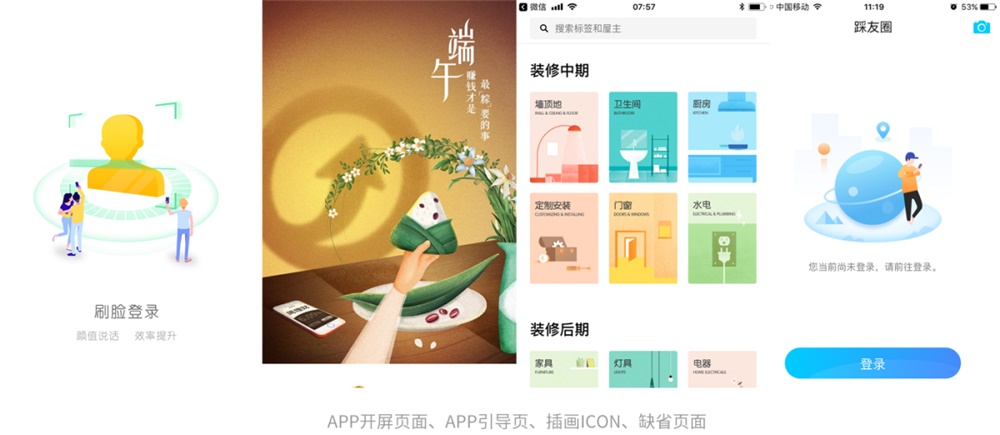 刷脸登录
颜值说话 效率提升
端午
最“粽”要的事
赚钱才是
微信 07:57
搜索标签和屋主
装修中期
墙顶地
WALL & CEILING & FLOOR
卫生间
BATHROOM
厨房
KITCHEN
定制安装
CUSTOMIZING & INSTALLING
门窗
DOORS & WINDOWS
水电
ELECTRICAL & PLUMBING
装修后期
家具
FURNITURE
灯具
LIGHTS
电器
HOME ELECTRICALS
中国移动 11:19 53%
踩友圈
您当前尚未登录，请前往登录。
登录
APP开屏页面、APP引导页、插画ICON、缺省页面